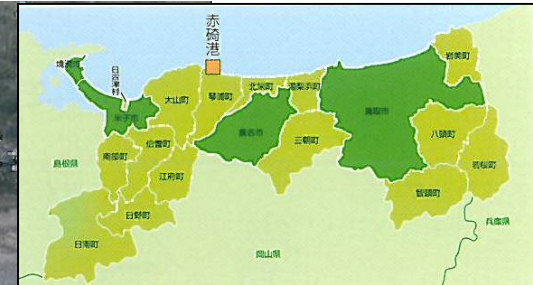 赤碕港
境港市
日吉津村
米子市
大山町
琴浦町
北栄町
湯梨浜町
鳥取市
岩美町
倉吉市
三朝町
八頭町
若桜町
智頭町
南部町
伯耆町
江府町
日野町
日南町
島根県
岡山県
兵庫県